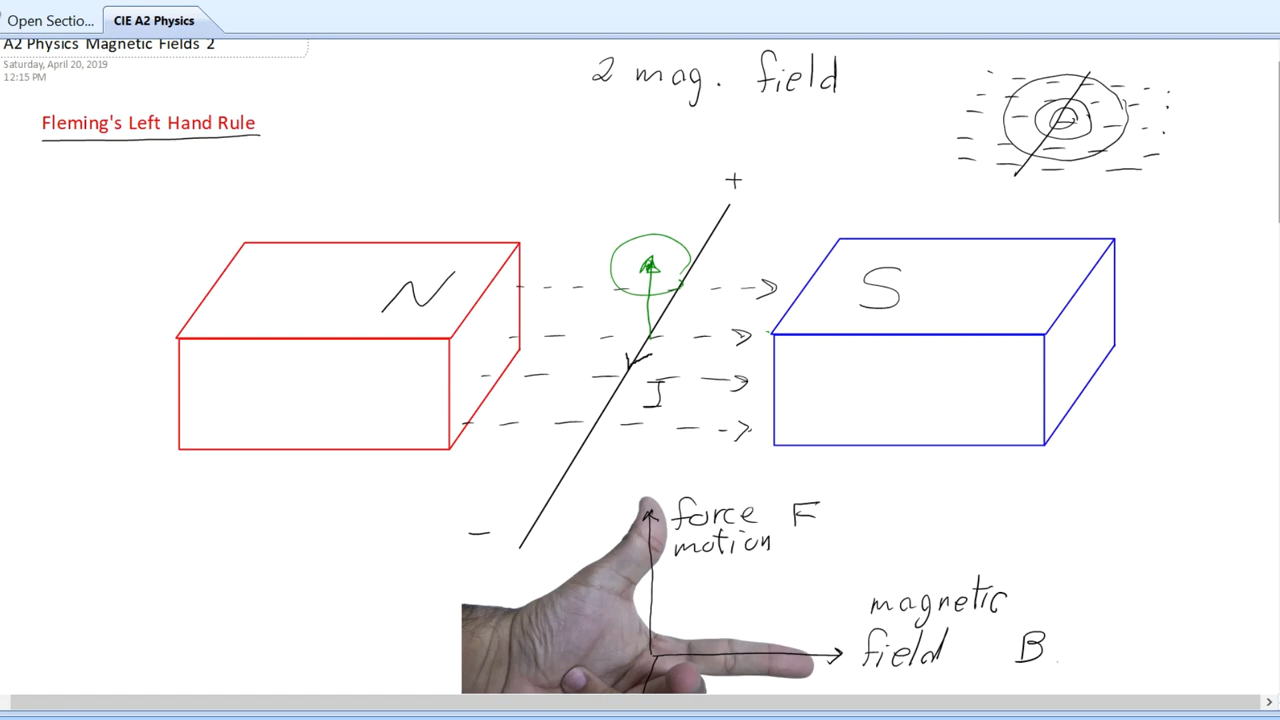 Open Sectio...
CIE A2 Physics
A2 Physics Magnetic Fields 2
Saturday, April 20, 2019
12:15 PM
2 mag. field
Fleming's Left Hand Rule
+
N
S
I
−
force F
motion
magnetic
field B